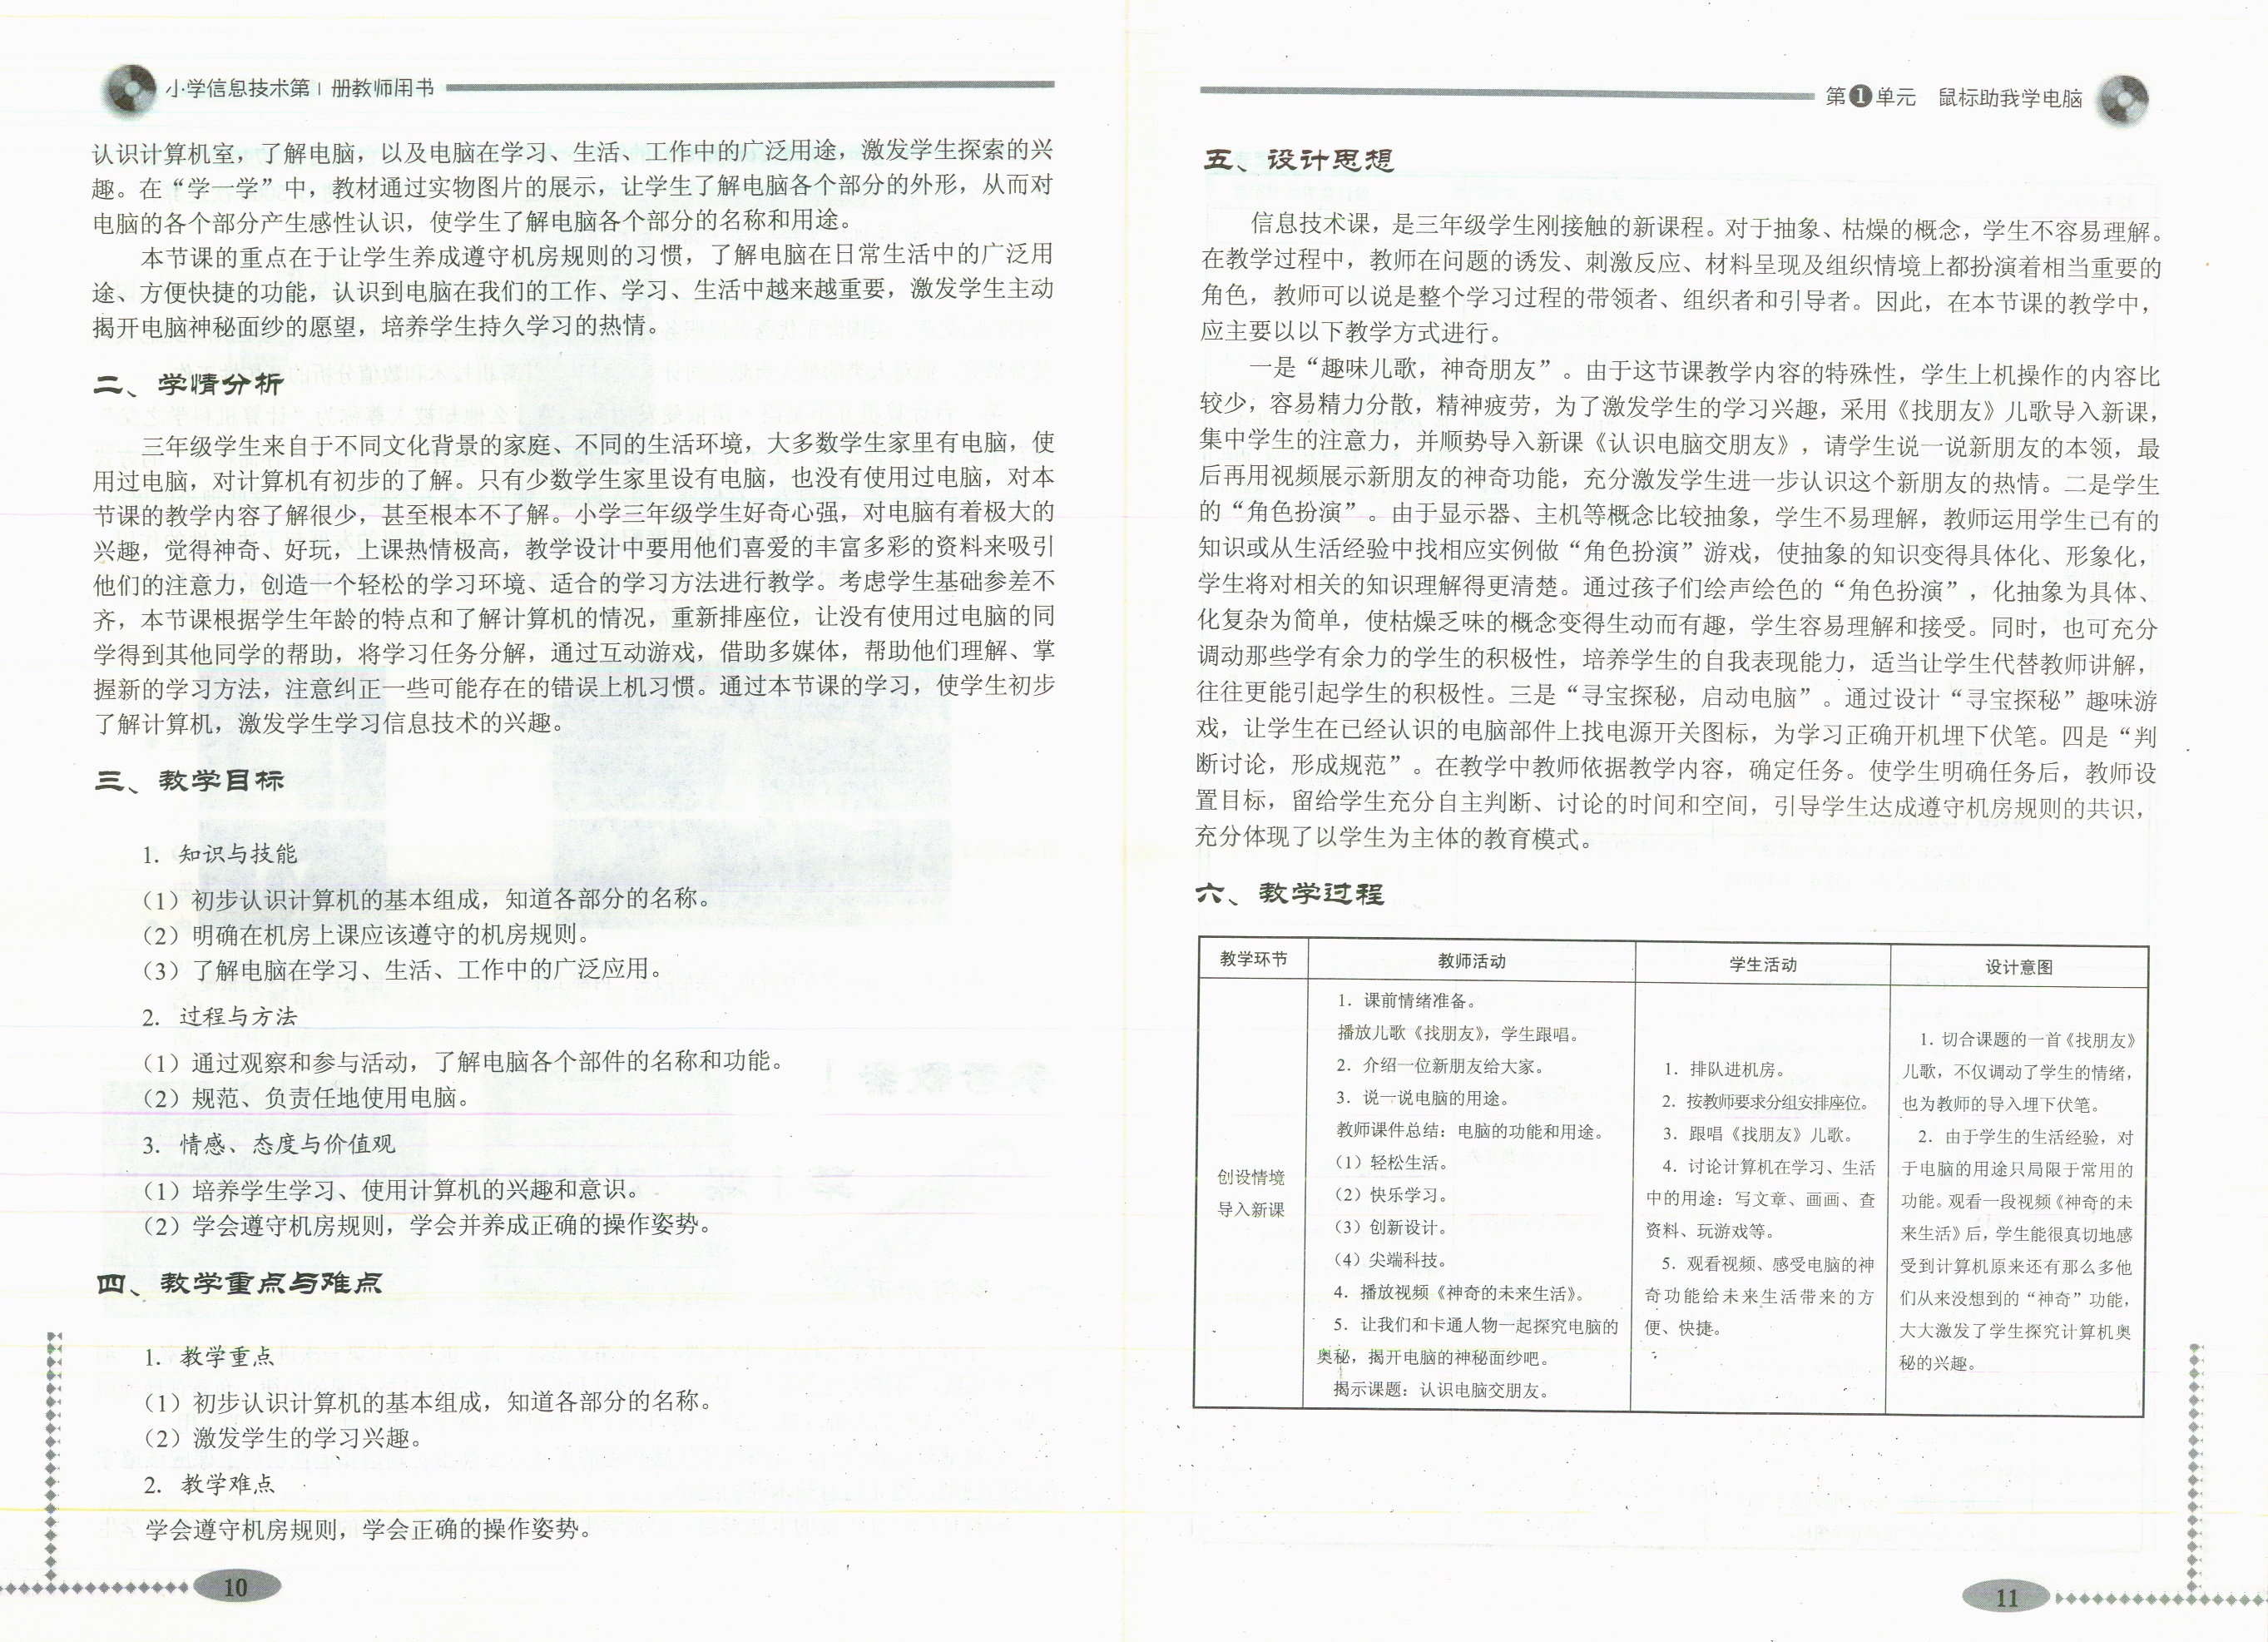 小学信息技术第1册教师用书
认识计算机室，了解电脑，以及电脑在学习、生活、工作中的广泛用途，激发学生探索的兴
趣。在“学一学”中，教材通过实物图片的展示，让学生了解电脑各个部分的外形，从而对
电脑的各个部分产生感性认识，使学生了解电脑各个部分的名称和用途。
本节课的重点在于让学生养成遵守机房规则的习惯，了解电脑在日常生活中的广泛用
途、方便快捷的功能，认识到电脑在我们的工作、学习、生活中越来越重要，激发学生主动
揭开电脑神秘面纱的愿望，培养学生持久学习的热情。
二、学情分析
三年级学生来自于不同文化背景的家庭、不同的生活环境，大多数学生家里有电脑，使
用过电脑，对计算机有初步的了解。只有少数学生家里设有电脑，也没有使用过电脑，对本
节课的教学内容了解很少，甚至根本不了解。小学三年级学生好奇心强，对电脑有着极大的
兴趣，觉得神奇、好玩，上课热情极高，教学设计中要用他们喜爱的丰富多彩的资料来吸引
他们的注意力，创造一个轻松的学习环境、适合的学习方法进行教学。考虑学生基础参差不
齐，本节课根据学生年龄的特点和了解计算机的情况，重新排座位，让没有使用过电脑的同
学得到其他同学的帮助，将学习任务分解，通过互动游戏，借助多媒体，帮助他们理解、掌
握新的学习方法，注意纠正一些可能存在的错误上机习惯。通过本节课的学习，使学生初步
了解计算机，激发学生学习信息技术的兴趣。
三、教学目标
1. 知识与技能
（1）初步认识计算机的基本组成，知道各部分的名称。
（2）明确在机房上课应该遵守的机房规则。
（3）了解电脑在学习、生活、工作中的广泛应用。
2. 过程与方法
（1）通过观察和参与活动，了解电脑各个部件的名称和功能。
（2）规范、负责任地使用电脑。
3. 情感、态度与价值观
（1）培养学生学习、使用计算机的兴趣和意识。
（2）学会遵守机房规则，学会并养成正确的操作姿势。
四、教学重点与难点
1. 教学重点
（1）初步认识计算机的基本组成，知道各部分的名称。
（2）激发学生的学习兴趣。
2. 教学难点
学会遵守机房规则，学会正确的操作姿势。
10
第1单元 鼠标助我学电脑
五、设计思想
信息技术课，是三年级学生刚接触的新课程。对于抽象、枯燥的概念，学生不容易理解。
在教学过程中，教师在问题的诱发、刺激反应、材料呈现及组织情境上都扮演着相当重要的
角色，教师可以说是整个学习过程的带领者、组织者和引导者。因此，在本节课的教学中，
应主要以以下教学方式进行。
一是“趣味儿歌，神奇朋友”。由于这节课教学内容的特殊性，学生上机操作的内容比
较少，容易精力分散，精神疲劳，为了激发学生的学习兴趣，采用《找朋友》儿歌导入新课，
集中学生的注意力，并顺势导入新课《认识电脑交朋友》，请学生说一说新朋友的本领，最
后再用视频展示新朋友的神奇功能，充分激发学生进一步认识这个新朋友的热情。二是学生
的“角色扮演”。由于显示器、主机等概念比较抽象，学生不易理解，教师运用学生已有的
知识或从生活经验中找相应实例做“角色扮演”游戏，使抽象的知识变得具体化、形象化，
学生将对相关的知识理解得更清楚。通过孩子们绘声绘色的“角色扮演”，化抽象为具体、
化复杂为简单，使枯燥乏味的概念变得生动而有趣，学生容易理解和接受。同时，也可充分
调动那些学有余力的学生的积极性，培养学生的自我表现能力，适当让学生代替教师讲解，
往往更能引起学生的积极性。三是“寻宝探秘，启动电脑”。通过设计“寻宝探秘”趣味游
戏，让学生在已经认识的电脑部件上找电源开关图标，为学习正确开机埋下伏笔。四是“判
断讨论，形成规范”。在教学中教师依据教学内容，确定任务。使学生明确任务后，教师设
置目标，留给学生充分自主判断、讨论的时间和空间，引导学生达成遵守机房规则的共识，
充分体现了以学生为主体的教育模式。
六、教学过程
教学环节 教师活动 学生活动 设计意图
创设情境
导入新课
1. 课前情绪准备。
播放儿歌《找朋友》，学生跟唱。
2. 介绍一位新朋友给大家。
3. 说一说电脑的用途。
教师课件总结：电脑的功能和用途。
（1）轻松生活。
（2）快乐学习。
（3）创新设计。
（4）尖端科技。
4. 播放视频《神奇的未来生活》。
5. 让我们和卡通人物一起探究电脑的
奥秘，揭开电脑的神秘面纱吧。
揭示课题：认识电脑交朋友。
1. 排队进机房。
2. 按教师要求分组安排座位。
3. 跟唱《找朋友》儿歌。
4. 讨论计算机在学习、生活
中的用途：写文章、画画、查
资料、玩游戏等。
5. 观看视频、感受电脑的神
奇功能给未来生活带来的方
便、快捷。
1. 切合课题的一首《找朋友》
儿歌，不仅调动了学生的情绪，
也为教师的导入埋下伏笔。
2. 由于学生的生活经验，对
于电脑的用途只局限于常用的
功能。观看一段视频《神奇的未
来生活》后，学生能很真切地感
受到计算机原来还有那么多他
们从来没想到的“神奇”功能，
大大激发了学生探究计算机奥
秘的兴趣。
11